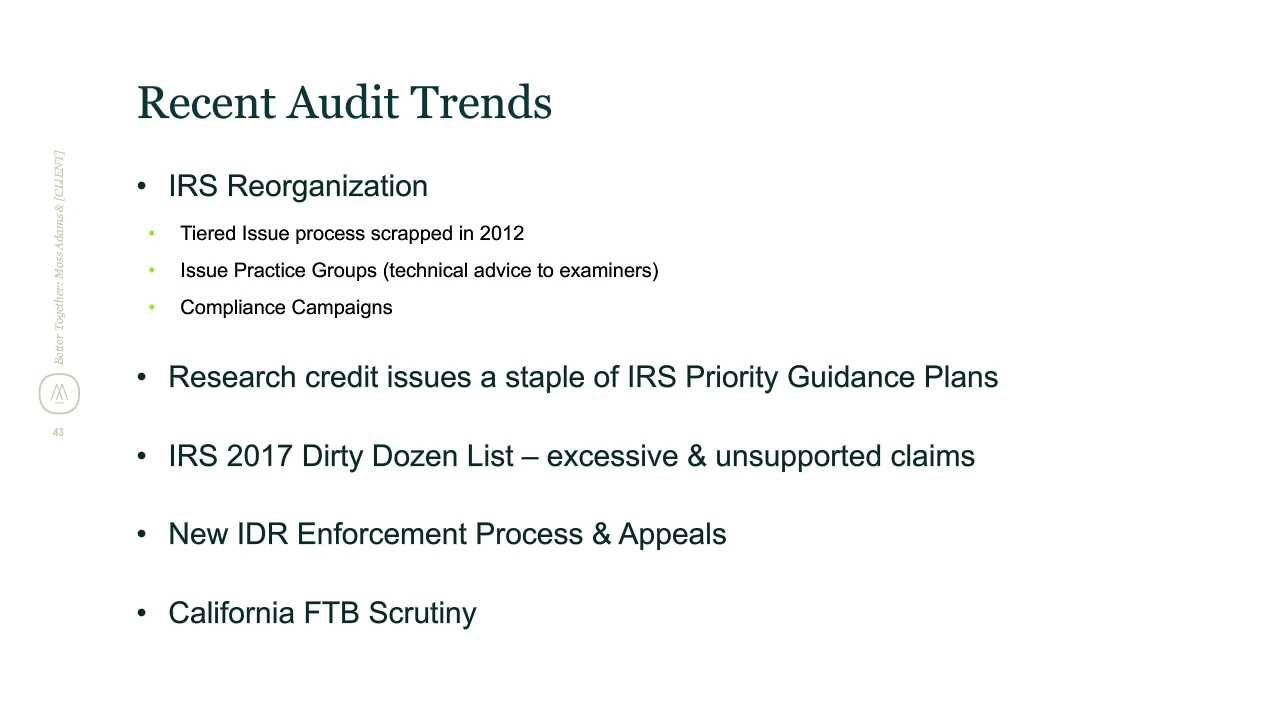 Recent Audit Trends
• IRS Reorganization
• Tiered Issue process scrapped in 2012
• Issue Practice Groups (technical advice to examiners)
• Compliance Campaigns
• Research credit issues a staple of IRS Priority Guidance Plans
• IRS 2017 Dirty Dozen List – excessive & unsupported claims
• New IDR Enforcement Process & Appeals
• California FTB Scrutiny
Better Together: Moss Adams & [CLIENT]
43